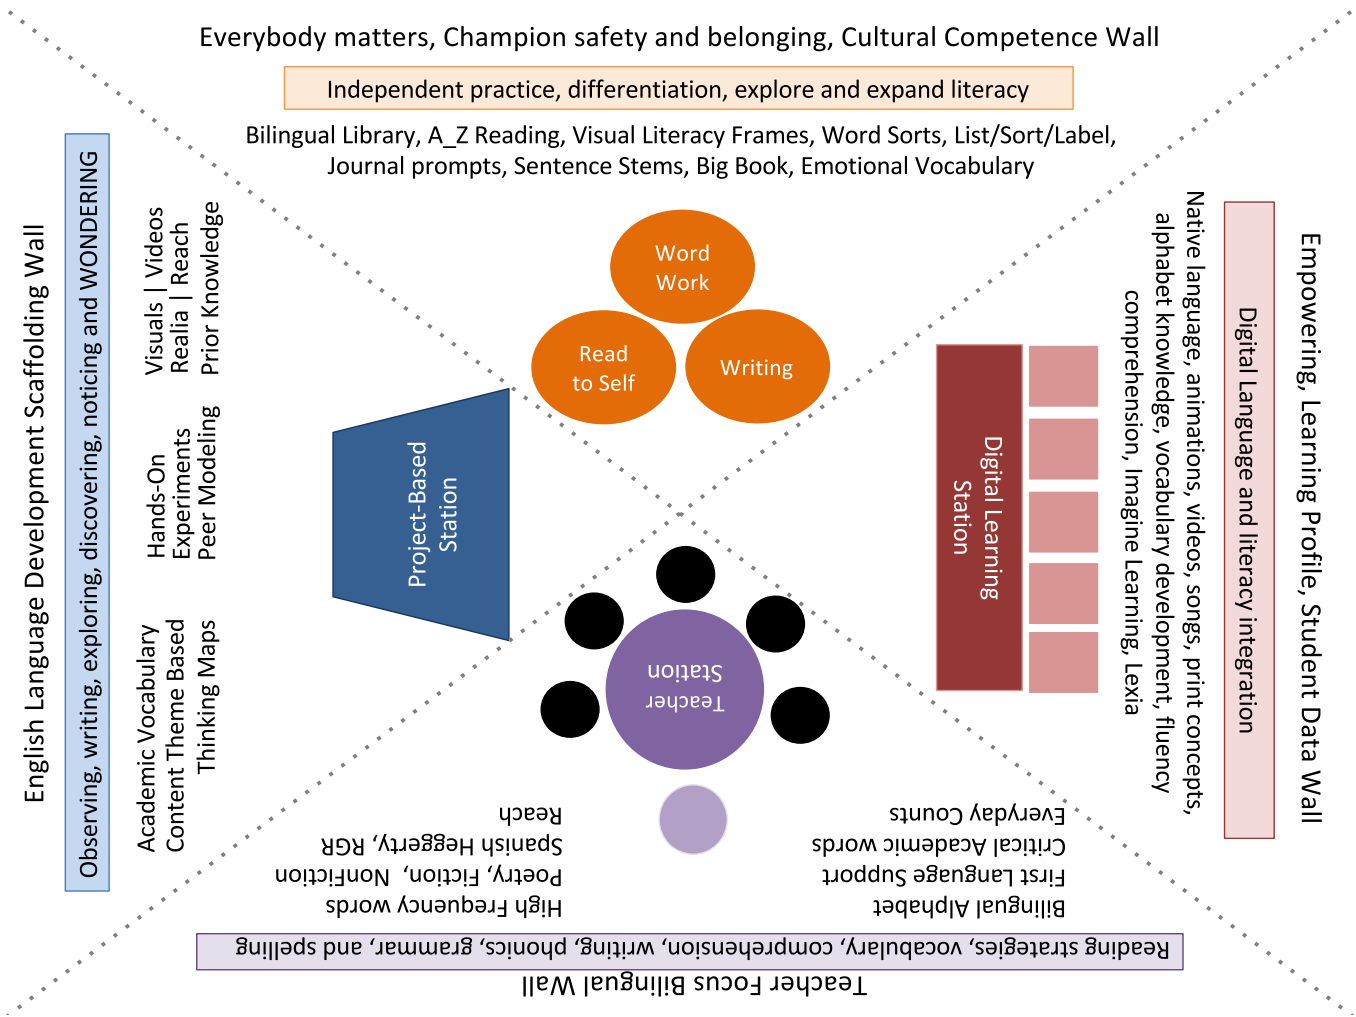 Everybody matters, Champion safety and belonging, Cultural Competence Wall
Independent practice, differentiation, explore and expand literacy
Bilingual Library, A_Z Reading, Visual Literacy Frames, Word Sorts, List/Sort/Label,
Journal prompts, Sentence Stems, Big Book, Emotional Vocabulary
Word
Work
Read
to Self
Writing
English Language Development Scaffolding Wall
Observing, writing, exploring, discovering, noticing and WONDERING
Visuals | Videos
Realia | Reach
Prior Knowledge
Hands-On
Experiments
Peer Modeling
Academic Vocabulary
Content Theme Based
Thinking Maps
Project-Based
Station
Empowering, Learning Profile, Student Data Wall
Digital Language and literacy integration
Native language, animations, videos, songs, print concepts,
alphabet knowledge, vocabulary development, fluency
comprehension, Imagine Learning, Lexia
Digital Learning
Station
Teacher Focus Bilingual Wall
Reading strategies, vocabulary, comprehension, writing, phonics, grammar, and spelling
Bilingual Alphabet
First Language Support
Critical Academic words
Everyday Counts
High Frequency words
Poetry, Fiction, NonFiction
Spanish Heggerty, RGR
Reach
Teacher
Station